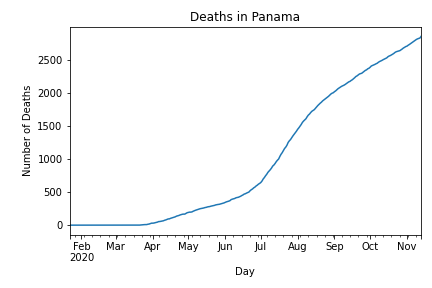 Deaths in Panama
Number of Deaths
2500
2000
1500
1000
500
0
Feb Mar Apr May Jun Jul Aug Sep Oct Nov
2020
Day